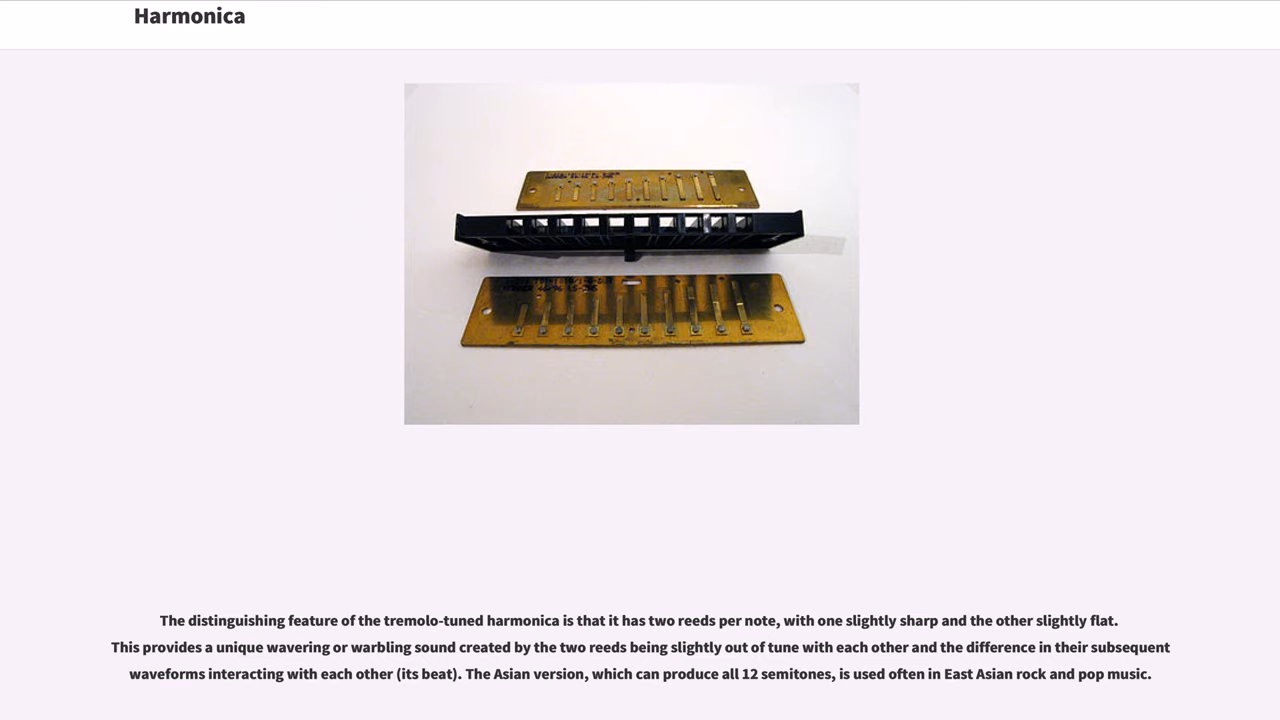 Harmonica
The distinguishing feature of the tremolo-tuned harmonica is that it has two reeds per note, with one slightly sharp and the other slightly flat.
This provides a unique wavering or warbling sound created by the two reeds being slightly out of tune with each other and the difference in their subsequent
waveforms interacting with each other (its beat). The Asian version, which can produce all 12 semitones, is used often in East Asian rock and pop music.